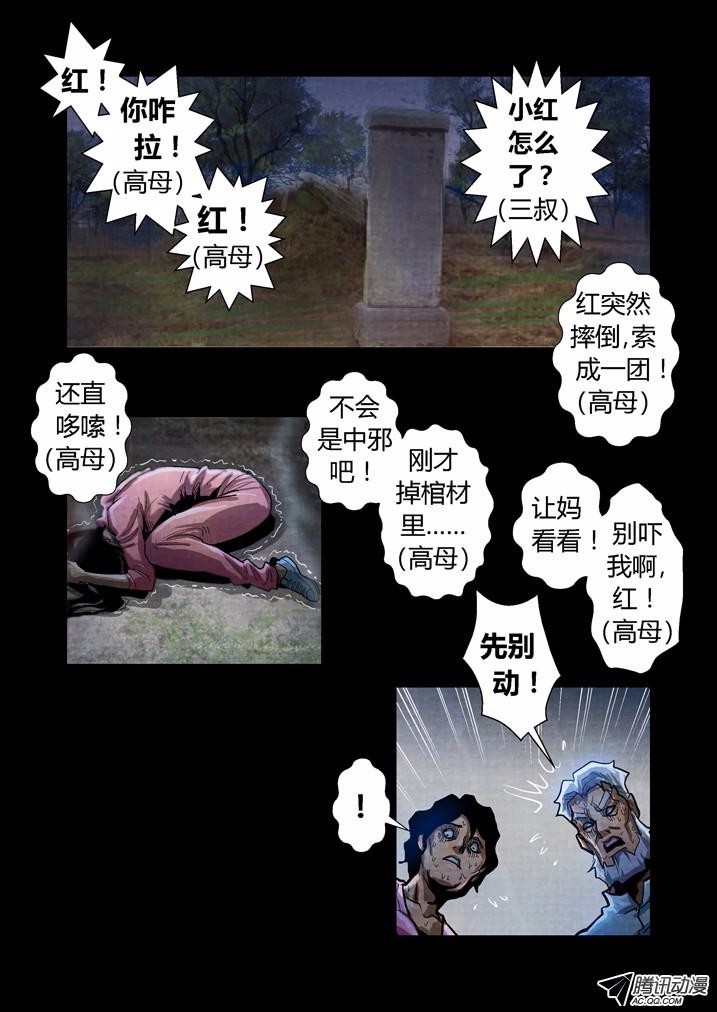 红！
你咋
拉！
（高母）
红！
（高母）
小红
怎么
了？
（三叔）
红突然
摔倒，索
成一团！
（高母）
还直
哆嗦！
（高母）
不会
是中邪
吧！
刚才
掉棺材
里……
（高母）
让妈
看看！
别吓
我啊，
红！
（高母）
先别
动！
！
腾讯动漫
AC.QQ.COM